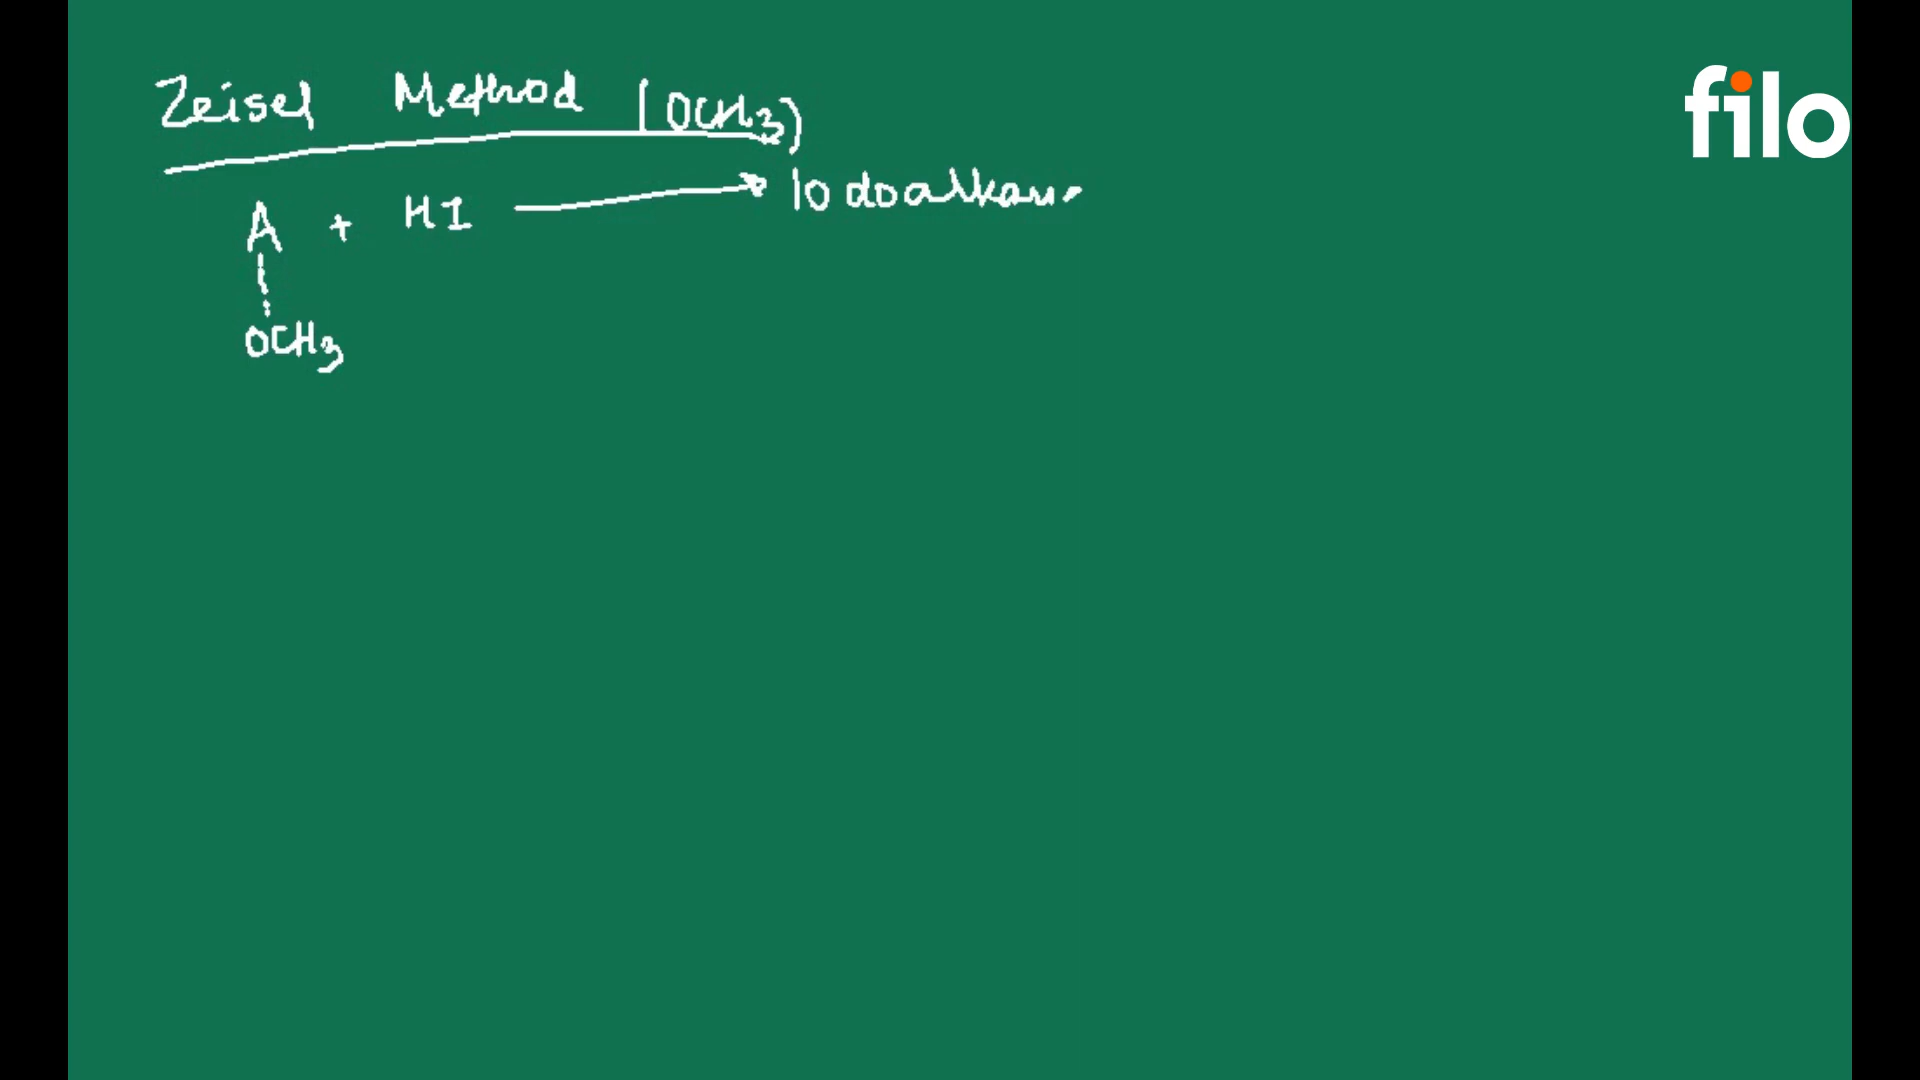 Zeisel Method (OCH3)
filo
A + HI → Iodoalkane
OCH3